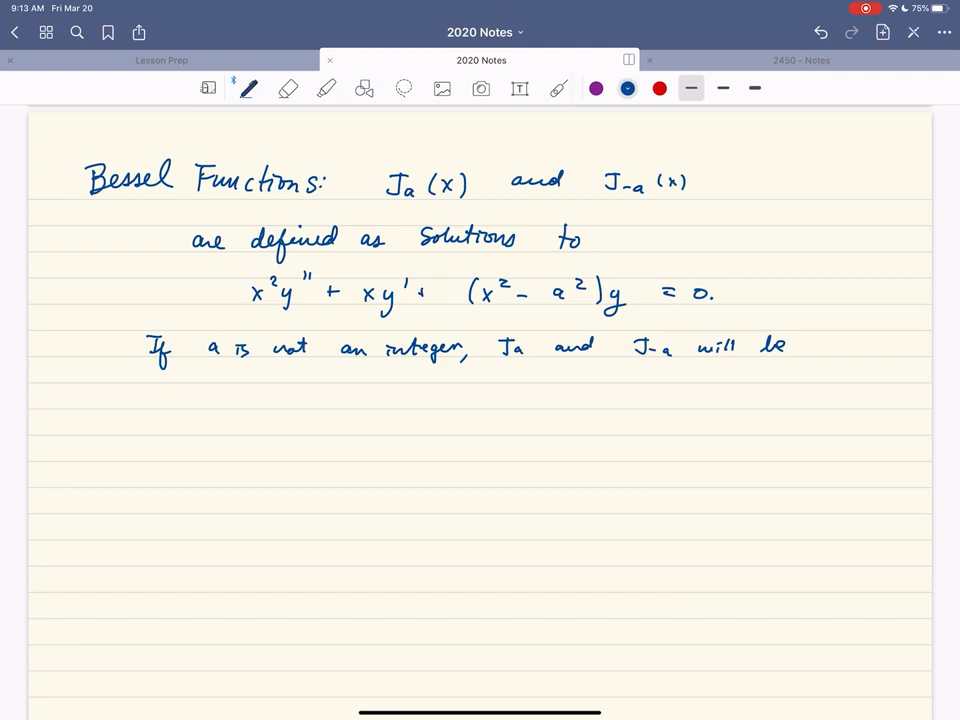 9:13 AM Fri Mar 20 75%
2020 Notes
Lesson Prep 2020 Notes 2450 - Notes
Bessel Functions: Ja (x) and J-a (x)
are defined as solutions to
x²y'' + xy' + (x² - a²)y = 0.
If a is not an integer, Ja and J-a will be